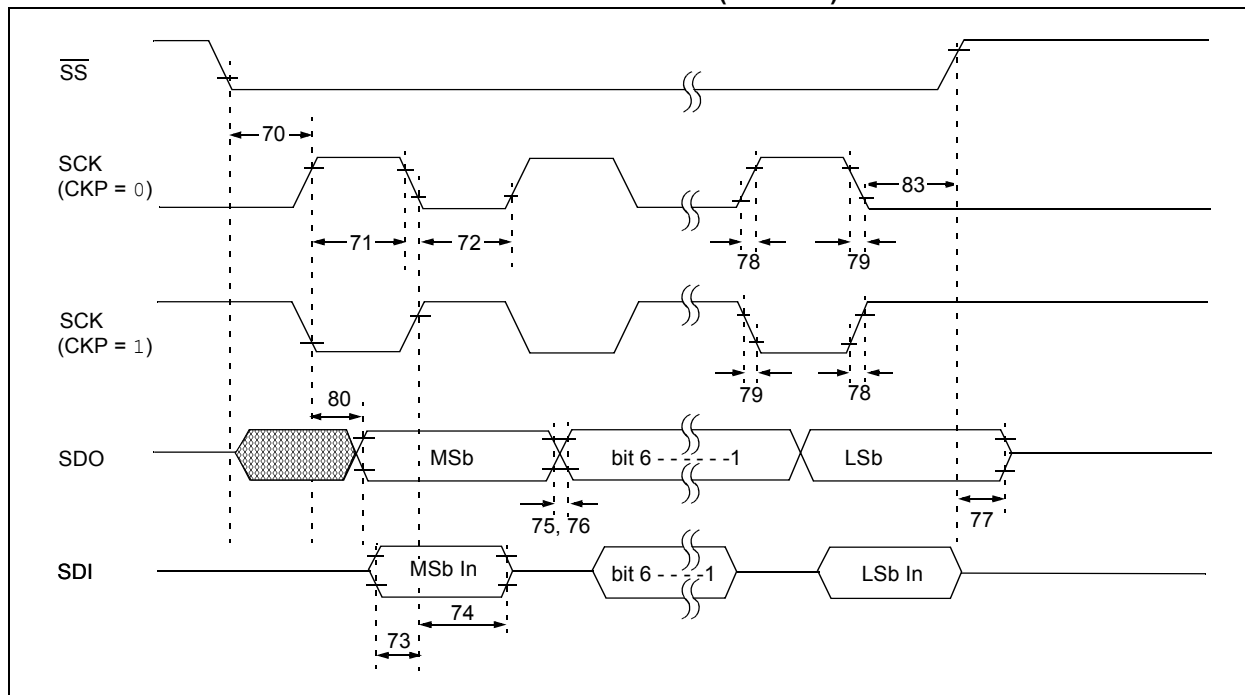 SS
70
SCK
(CKP = 0)
83
71
72
78
79
SCK
(CKP = 1)
79
78
80
SDO
MSb
bit 6 - - - - - - -1
LSb
75, 76
77
SDI
MSb In
bit 6 - - - - -1
LSb In
74
73